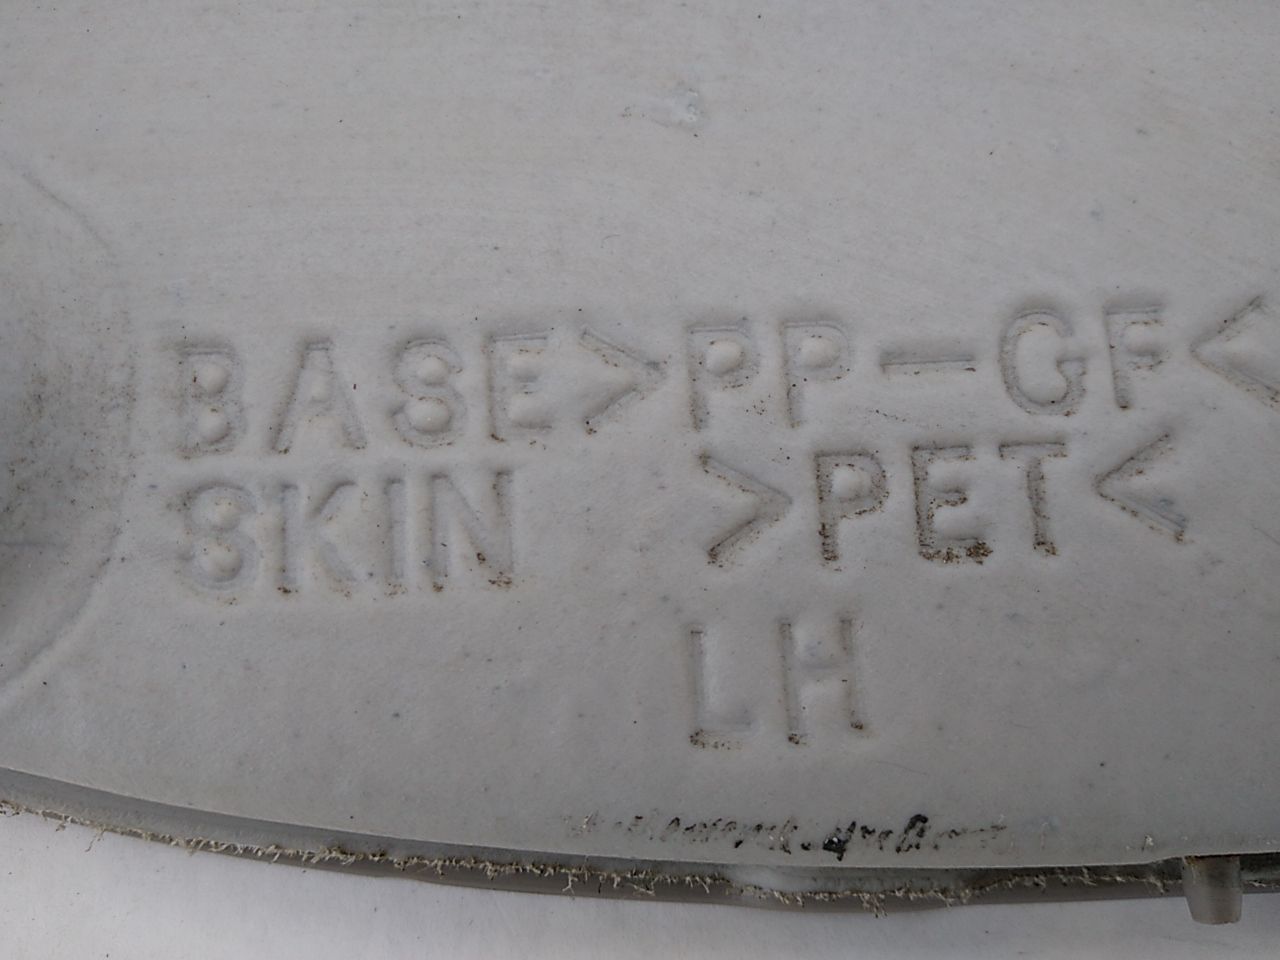 BASE>PP-GF<
SKIN >PET<
LH